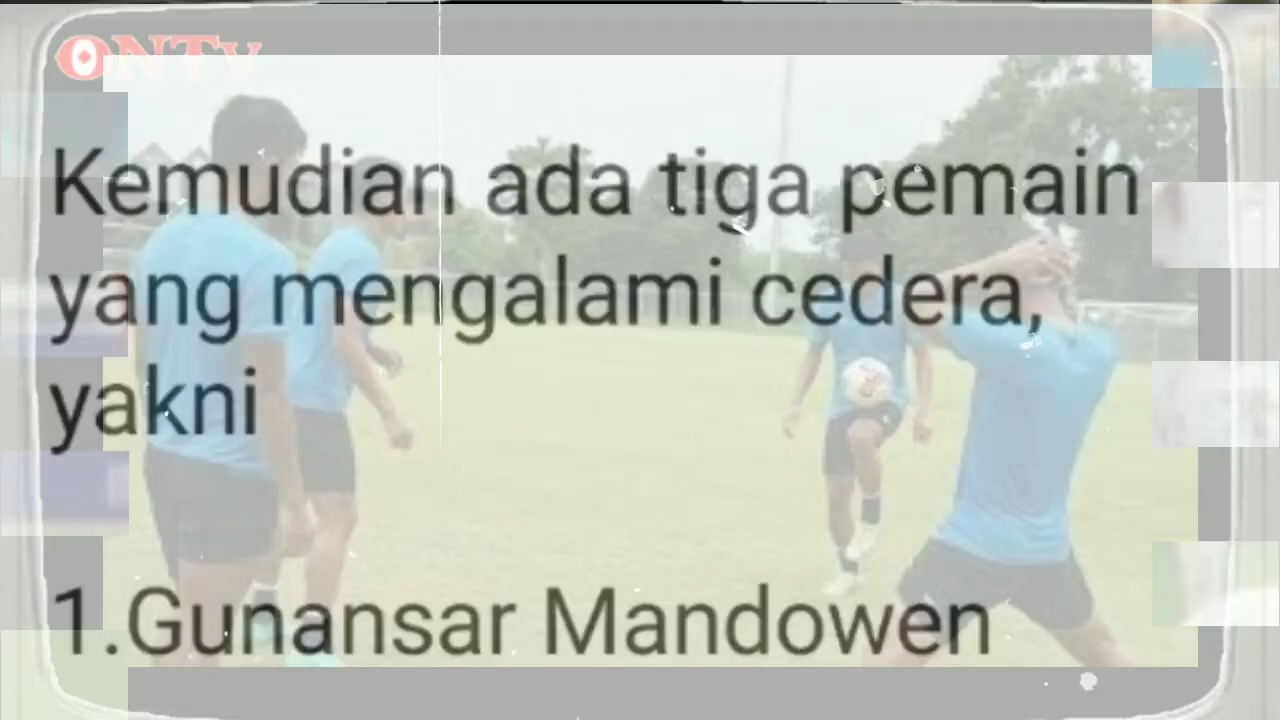 ONTv
Kemudian ada tiga pemain
yang mengalami cedera,
yakni
1.Gunansar Mandowen